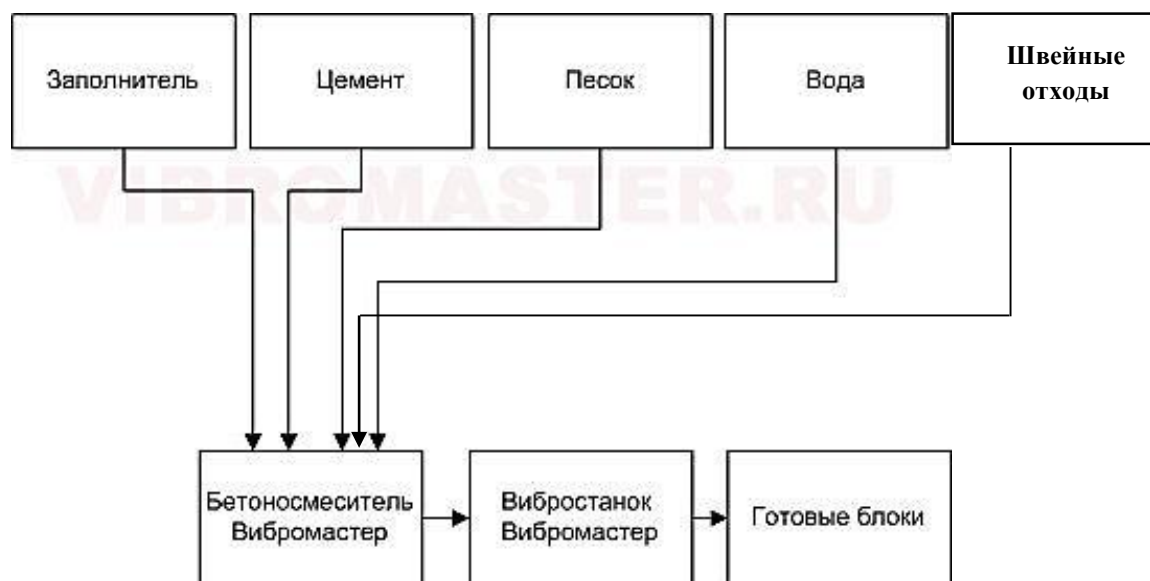 Заполнитель
Цемент
Песок
Вода
Швейные
отходы
VIBROMASTER.RU
Бетоносмеситель
Вибромастер
Вибростанок
Вибромастер
Готовые блоки